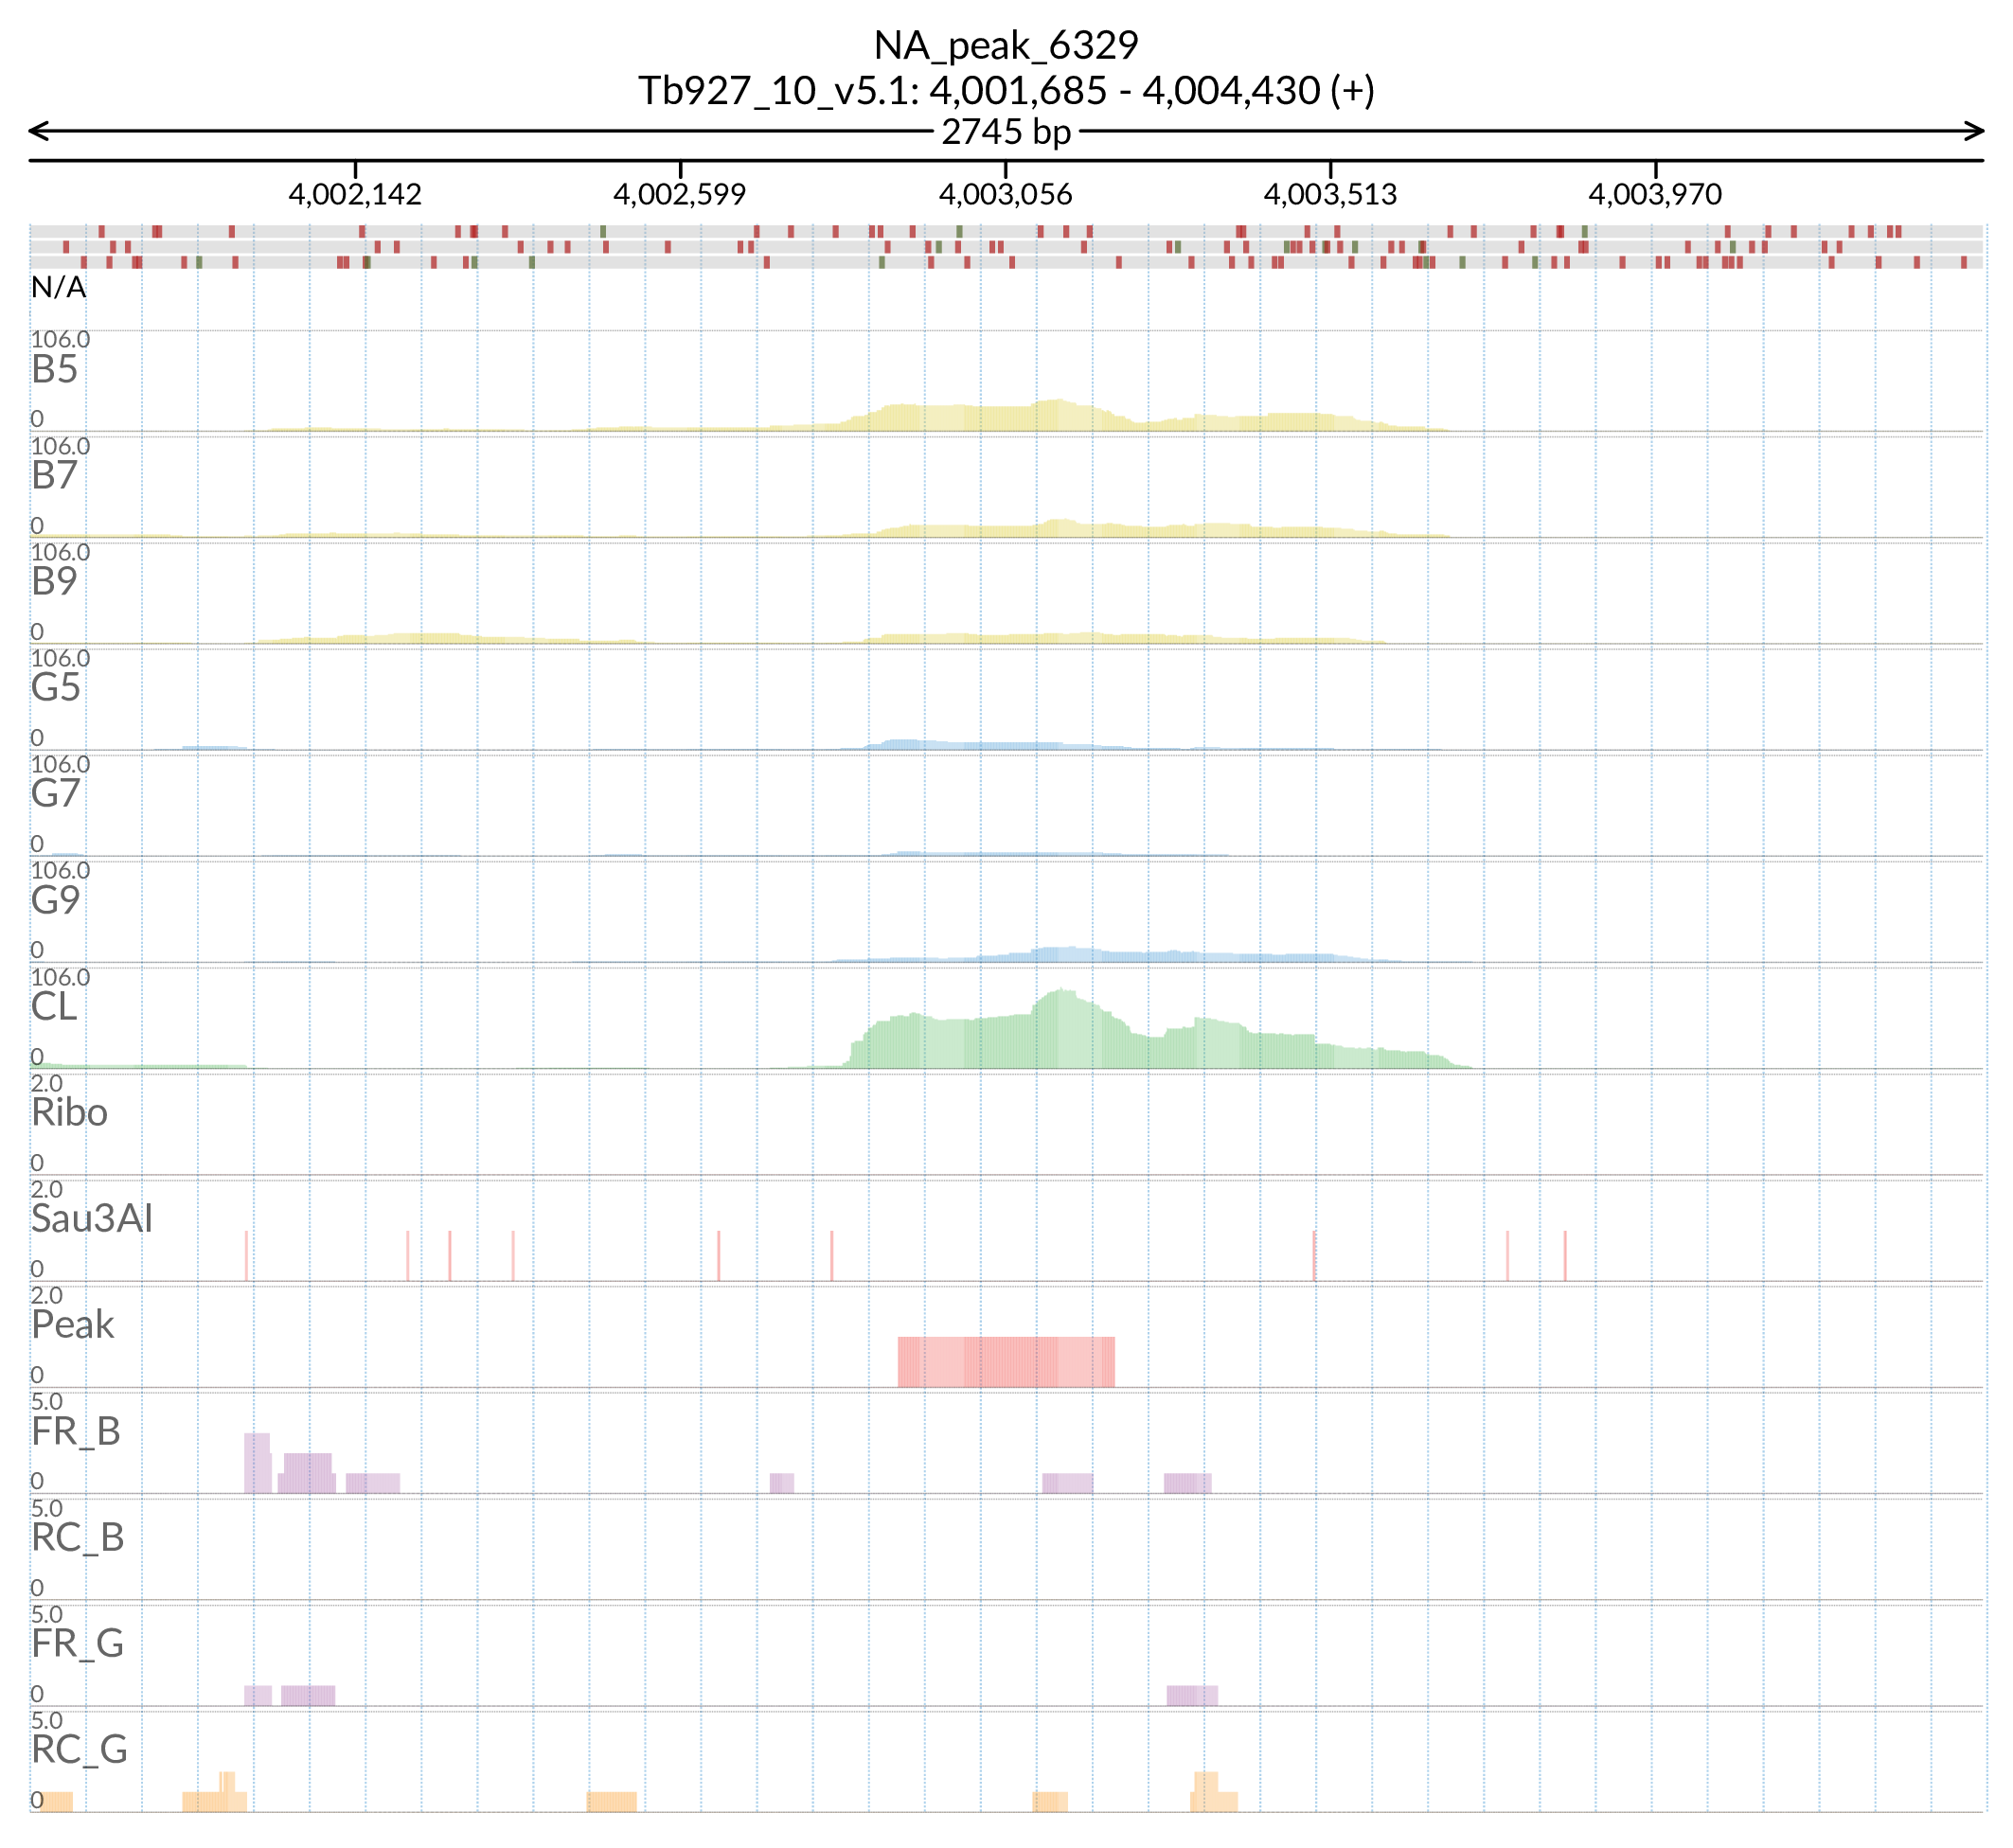 NA_peak_6329
Tb927_10_v5.1: 4,001,685 - 4,004,430 (+)
2745 bp
4,002,142 4,002,599 4,003,056 4,003,513 4,003,970
N/A
106.0
B5
0
106.0
B7
0
106.0
B9
0
106.0
G5
0
106.0
G7
0
106.0
G9
0
106.0
CL
0
2.0
Ribo
0
2.0
Sau3AI
0
2.0
Peak
0
5.0
FR_B
0
5.0
RC_B
0
5.0
FR_G
0
5.0
RC_G
0